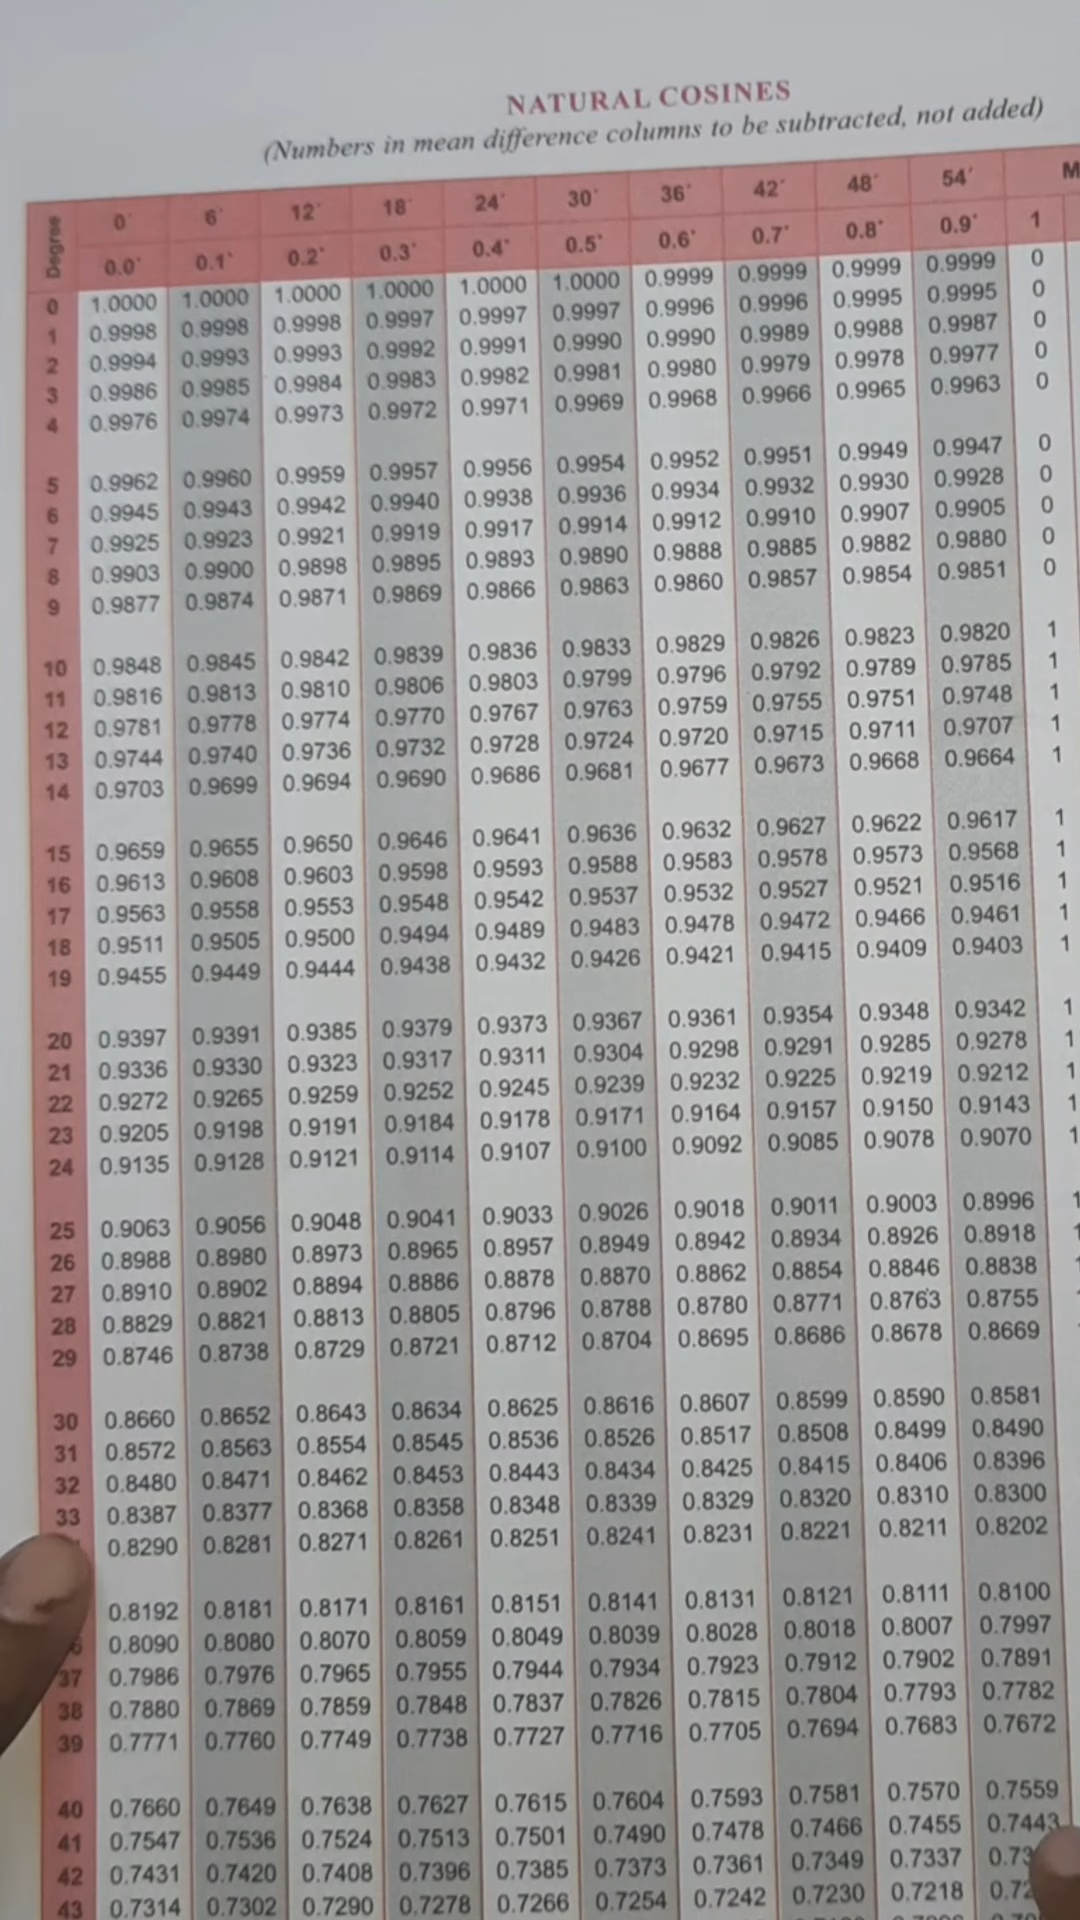 NATURAL COSINES
(Numbers in mean difference columns to be subtracted, not added)
Degree 0' 6' 12' 18' 24' 30' 36' 42' 48' 54' M
0.0° 0.1° 0.2° 0.3° 0.4° 0.5° 0.6° 0.7° 0.8° 0.9° 1
0 1.0000 1.0000 1.0000 1.0000 1.0000 1.0000 0.9999 0.9999 0.9999 0.9999 0
1 0.9998 0.9998 0.9998 0.9997 0.9997 0.9997 0.9996 0.9996 0.9995 0.9995 0
2 0.9994 0.9993 0.9993 0.9992 0.9991 0.9990 0.9990 0.9989 0.9988 0.9987 0
3 0.9986 0.9985 0.9984 0.9983 0.9982 0.9981 0.9980 0.9979 0.9978 0.9977 0
4 0.9976 0.9974 0.9973 0.9972 0.9971 0.9969 0.9968 0.9966 0.9965 0.9963 0
5 0.9962 0.9960 0.9959 0.9957 0.9956 0.9954 0.9952 0.9951 0.9949 0.9947 0
6 0.9945 0.9943 0.9942 0.9940 0.9938 0.9936 0.9934 0.9932 0.9930 0.9928 0
7 0.9925 0.9923 0.9921 0.9919 0.9917 0.9914 0.9912 0.9910 0.9907 0.9905 0
8 0.9903 0.9900 0.9898 0.9895 0.9893 0.9890 0.9888 0.9885 0.9882 0.9880 0
9 0.9877 0.9874 0.9871 0.9869 0.9866 0.9863 0.9860 0.9857 0.9854 0.9851 0
10 0.9848 0.9845 0.9842 0.9839 0.9836 0.9833 0.9829 0.9826 0.9823 0.9820 1
11 0.9816 0.9813 0.9810 0.9806 0.9803 0.9799 0.9796 0.9792 0.9789 0.9785 1
12 0.9781 0.9778 0.9774 0.9770 0.9767 0.9763 0.9759 0.9755 0.9751 0.9748 1
13 0.9744 0.9740 0.9736 0.9732 0.9728 0.9724 0.9720 0.9715 0.9711 0.9707 1
14 0.9703 0.9699 0.9694 0.9690 0.9686 0.9681 0.9677 0.9673 0.9668 0.9664 1
15 0.9659 0.9655 0.9650 0.9646 0.9641 0.9636 0.9632 0.9627 0.9622 0.9617 1
16 0.9613 0.9608 0.9603 0.9598 0.9593 0.9588 0.9583 0.9578 0.9573 0.9568 1
17 0.9563 0.9558 0.9553 0.9548 0.9542 0.9537 0.9532 0.9527 0.9521 0.9516 1
18 0.9511 0.9505 0.9500 0.9494 0.9489 0.9483 0.9478 0.9472 0.9466 0.9461 1
19 0.9455 0.9449 0.9444 0.9438 0.9432 0.9426 0.9421 0.9415 0.9409 0.9403 1
20 0.9397 0.9391 0.9385 0.9379 0.9373 0.9367 0.9361 0.9354 0.9348 0.9342 1
21 0.9336 0.9330 0.9323 0.9317 0.9311 0.9304 0.9298 0.9291 0.9285 0.9278 1
22 0.9272 0.9265 0.9259 0.9252 0.9245 0.9239 0.9232 0.9225 0.9219 0.9212 1
23 0.9205 0.9198 0.9191 0.9184 0.9178 0.9171 0.9164 0.9157 0.9150 0.9143 1
24 0.9135 0.9128 0.9121 0.9114 0.9107 0.9100 0.9092 0.9085 0.9078 0.9070 1
25 0.9063 0.9056 0.9048 0.9041 0.9033 0.9026 0.9018 0.9011 0.9003 0.8996 1
26 0.8988 0.8980 0.8973 0.8965 0.8957 0.8949 0.8942 0.8934 0.8926 0.8918
27 0.8910 0.8902 0.8894 0.8886 0.8878 0.8870 0.8862 0.8854 0.8846 0.8838
28 0.8829 0.8821 0.8813 0.8805 0.8796 0.8788 0.8780 0.8771 0.8763 0.8755
29 0.8746 0.8738 0.8729 0.8721 0.8712 0.8704 0.8695 0.8686 0.8678 0.8669
30 0.8660 0.8652 0.8643 0.8634 0.8625 0.8616 0.8607 0.8599 0.8590 0.8581
31 0.8572 0.8563 0.8554 0.8545 0.8536 0.8526 0.8517 0.8508 0.8499 0.8490
32 0.8480 0.8471 0.8462 0.8453 0.8443 0.8434 0.8425 0.8415 0.8406 0.8396
33 0.8387 0.8377 0.8368 0.8358 0.8348 0.8339 0.8329 0.8320 0.8310 0.8300
0.8290 0.8281 0.8271 0.8261 0.8251 0.8241 0.8231 0.8221 0.8211 0.8202
0.8192 0.8181 0.8171 0.8161 0.8151 0.8141 0.8131 0.8121 0.8111 0.8100
6 0.8090 0.8080 0.8070 0.8059 0.8049 0.8039 0.8028 0.8018 0.8007 0.7997
37 0.7986 0.7976 0.7965 0.7955 0.7944 0.7934 0.7923 0.7912 0.7902 0.7891
38 0.7880 0.7869 0.7859 0.7848 0.7837 0.7826 0.7815 0.7804 0.7793 0.7782
39 0.7771 0.7760 0.7749 0.7738 0.7727 0.7716 0.7705 0.7694 0.7683 0.7672
40 0.7660 0.7649 0.7638 0.7627 0.7615 0.7604 0.7593 0.7581 0.7570 0.7559
41 0.7547 0.7536 0.7524 0.7513 0.7501 0.7490 0.7478 0.7466 0.7455 0.7443
42 0.7431 0.7420 0.7408 0.7396 0.7385 0.7373 0.7361 0.7349 0.7337 0.73
43 0.7314 0.7302 0.7290 0.7278 0.7266 0.7254 0.7242 0.7230 0.7218 0.72